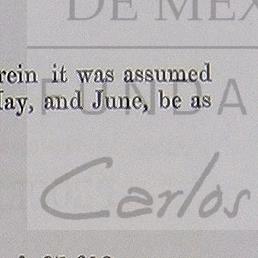 DE MEX
rein it was assumed
May, and June, be as
FUNDA
Carlos